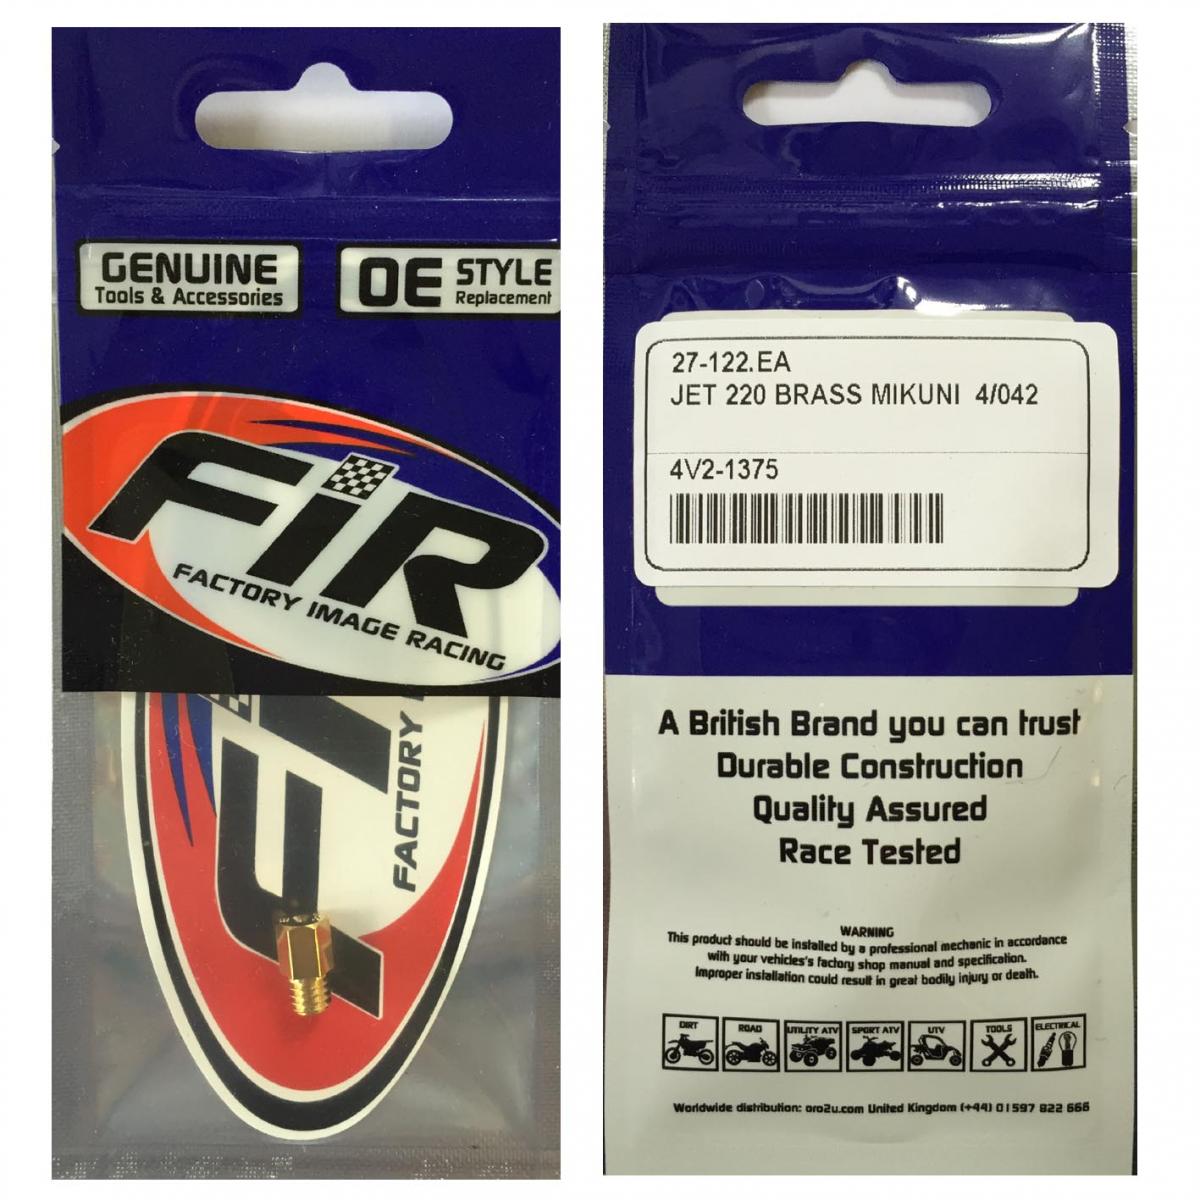 GENUINE
Tools & Accessories
OE STYLE
Replacement
FiR
FACTORY IMAGE RACING
FACTORY
27-122.EA
JET 220 BRASS MIKUNI 4/042
4V2-1375
A British Brand you can trust
Durable Construction
Quality Assured
Race Tested
WARNING
This product should be installed by a professional mechanic in accordance
with your vehicles's factory shop manual and specification.
Improper installation could result in great bodily injury or death.
DIRT ROAD UTILITY ATV SPORT ATV UTV TOOLS ELECTRICAL
Worldwide distribution: oro2u.com United Kingdom (+44) 01597 822 666